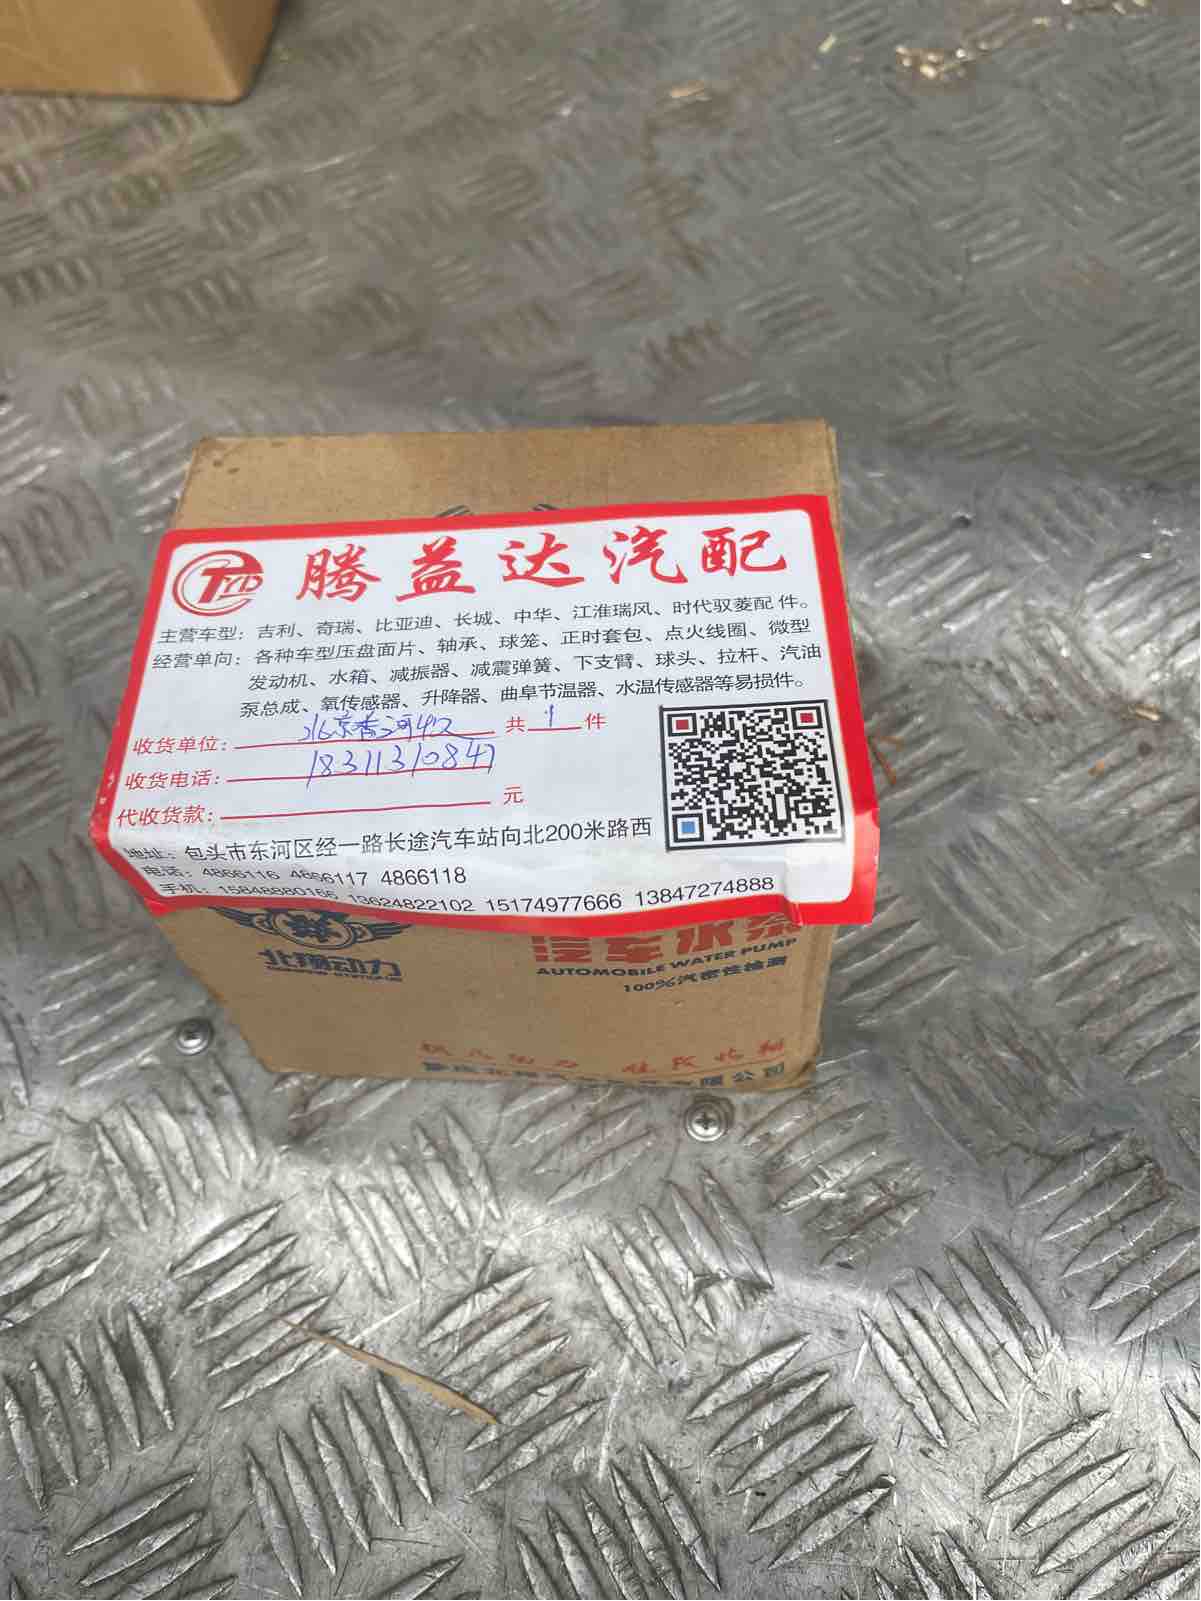 TYD 腾益达汽配
主营车型：吉利、奇瑞、比亚迪、长城、中华、江淮瑞风、时代驭菱配件。
经营单向：各种车型压盘面片、轴承、球笼、正时套包、点火线圈、微型
发动机、水箱、减振器、减震弹簧、下支臂、球头、拉杆、汽油
泵总成、氧传感器、升降器、曲阜节温器、水温传感器等易损件。
收货单位：北京香河 共 1 件
收货电话：18311310847
代收货款： 元
地址：包头市东河区经一路长途汽车站向北200米路西
电话：4866116 4866117 4866118
手机：15848880166 13624822102 15174977666 13847274888
北翔动力
汽车水泵
AUTOMOBILE WATER PUMP
100%汽密性检测
有限公司